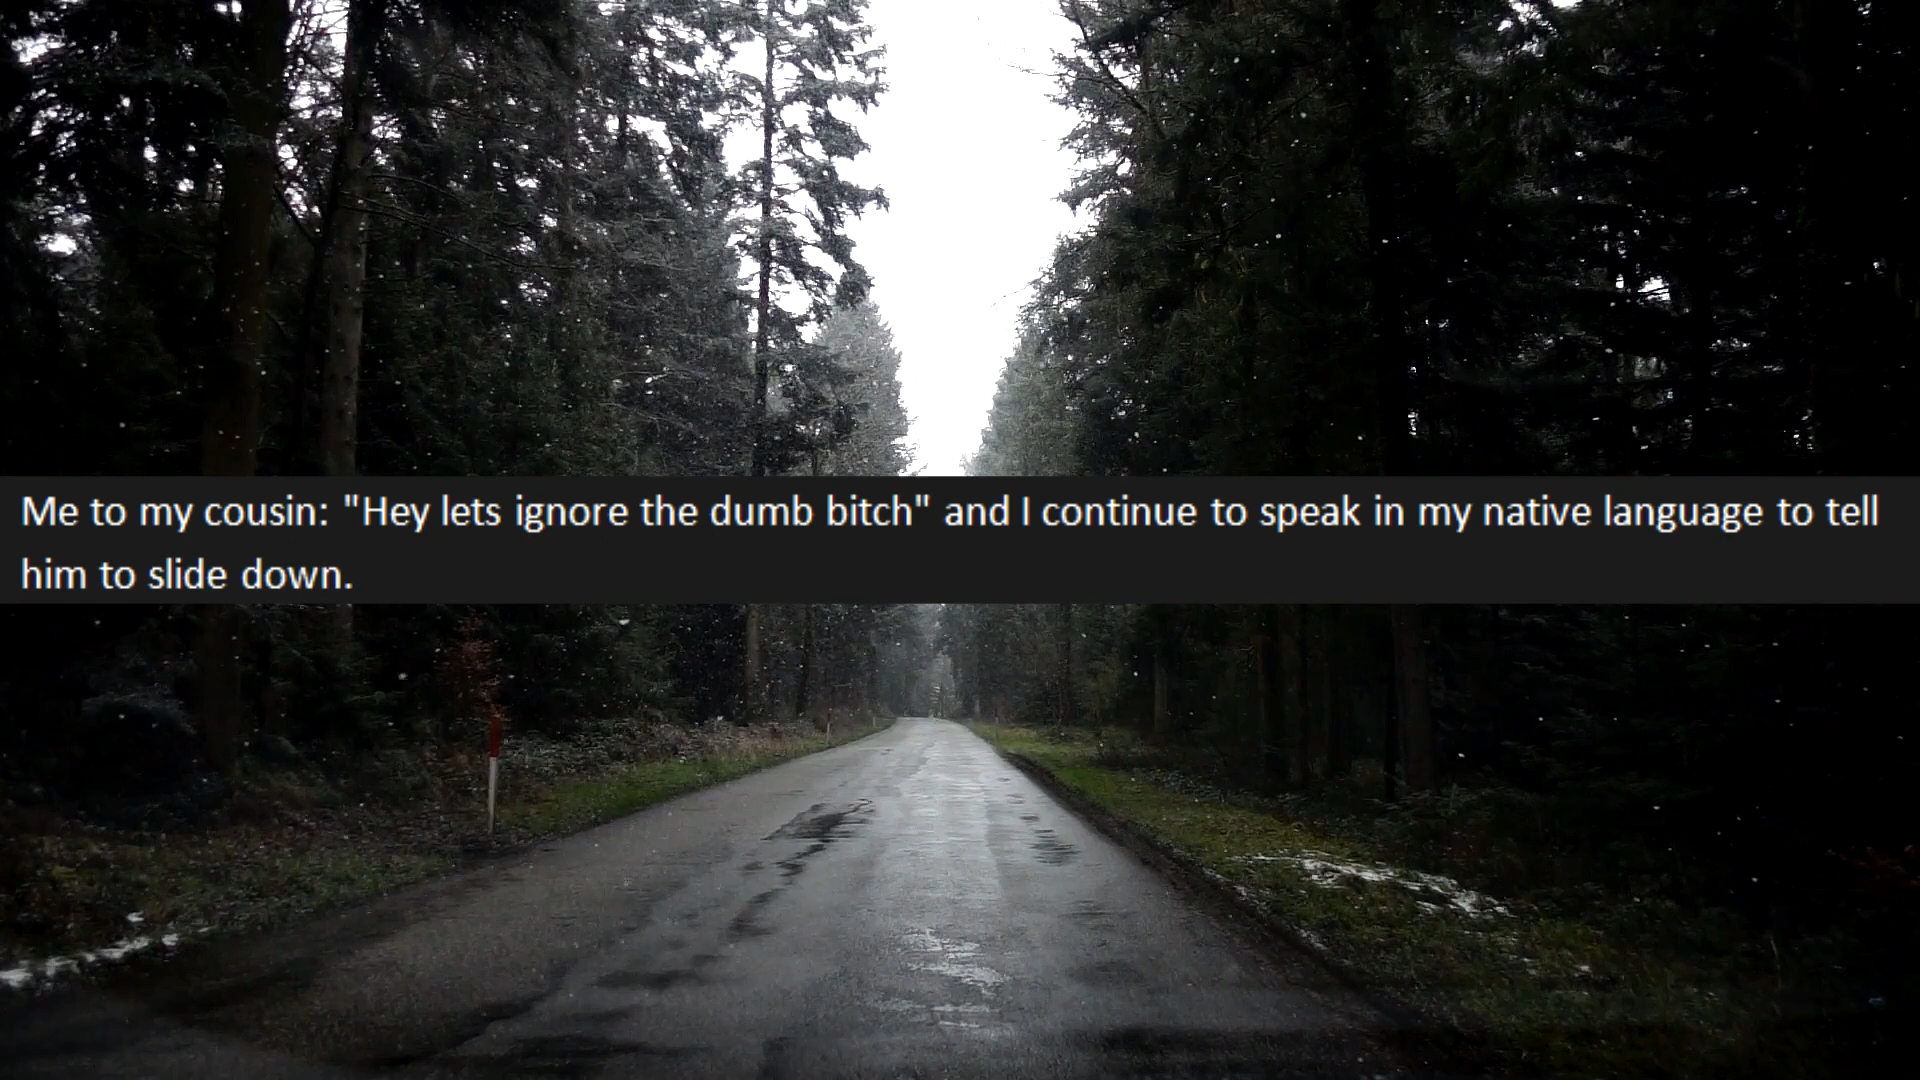 Me to my cousin: "Hey lets ignore the dumb bitch" and I continue to speak in my native language to tell
him to slide down.